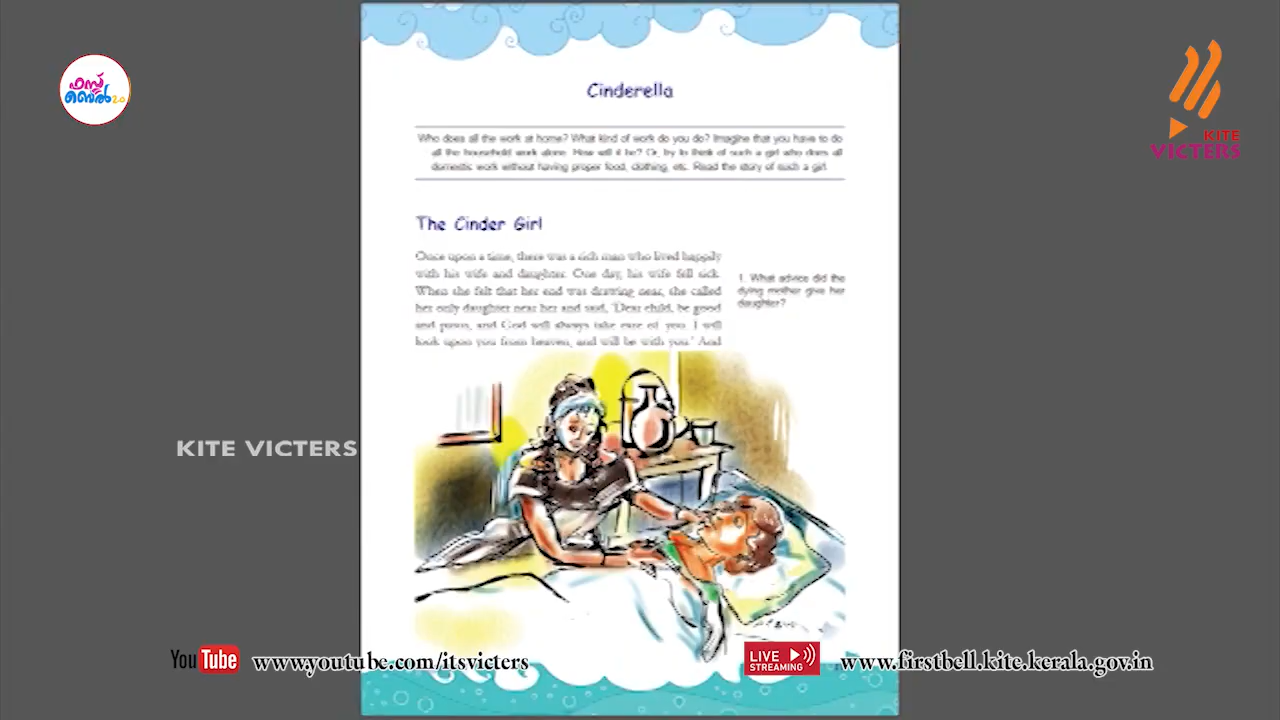 Cinderella
Who does all the work at home? What kind of work do you do? Imagine that you have to do
all the household work alone. How will it be? Or, try to think of such a girl who does all
domestic work without having proper food, clothing, etc. Read the story of such a girl.
The Cinder Girl
Once upon a time, there was a rich man who lived happily
with his wife and daughter. One day, his wife fell sick.
When she felt that her end was drawing near, she called
her only daughter near her and said, 'Dear child, be good
and pious, and God will always take care of you. I will
look upon you from heaven, and will be with you.' And
1. What advice did the
dying mother give her
daughter?
ഫസ്റ്റ്
ബെൽ 2.0
KITE
VICTERS
KITE VICTERS
YouTube www.youtube.com/itsvicters
LIVE
STREAMING
www.firstbell.kite.kerala.gov.in